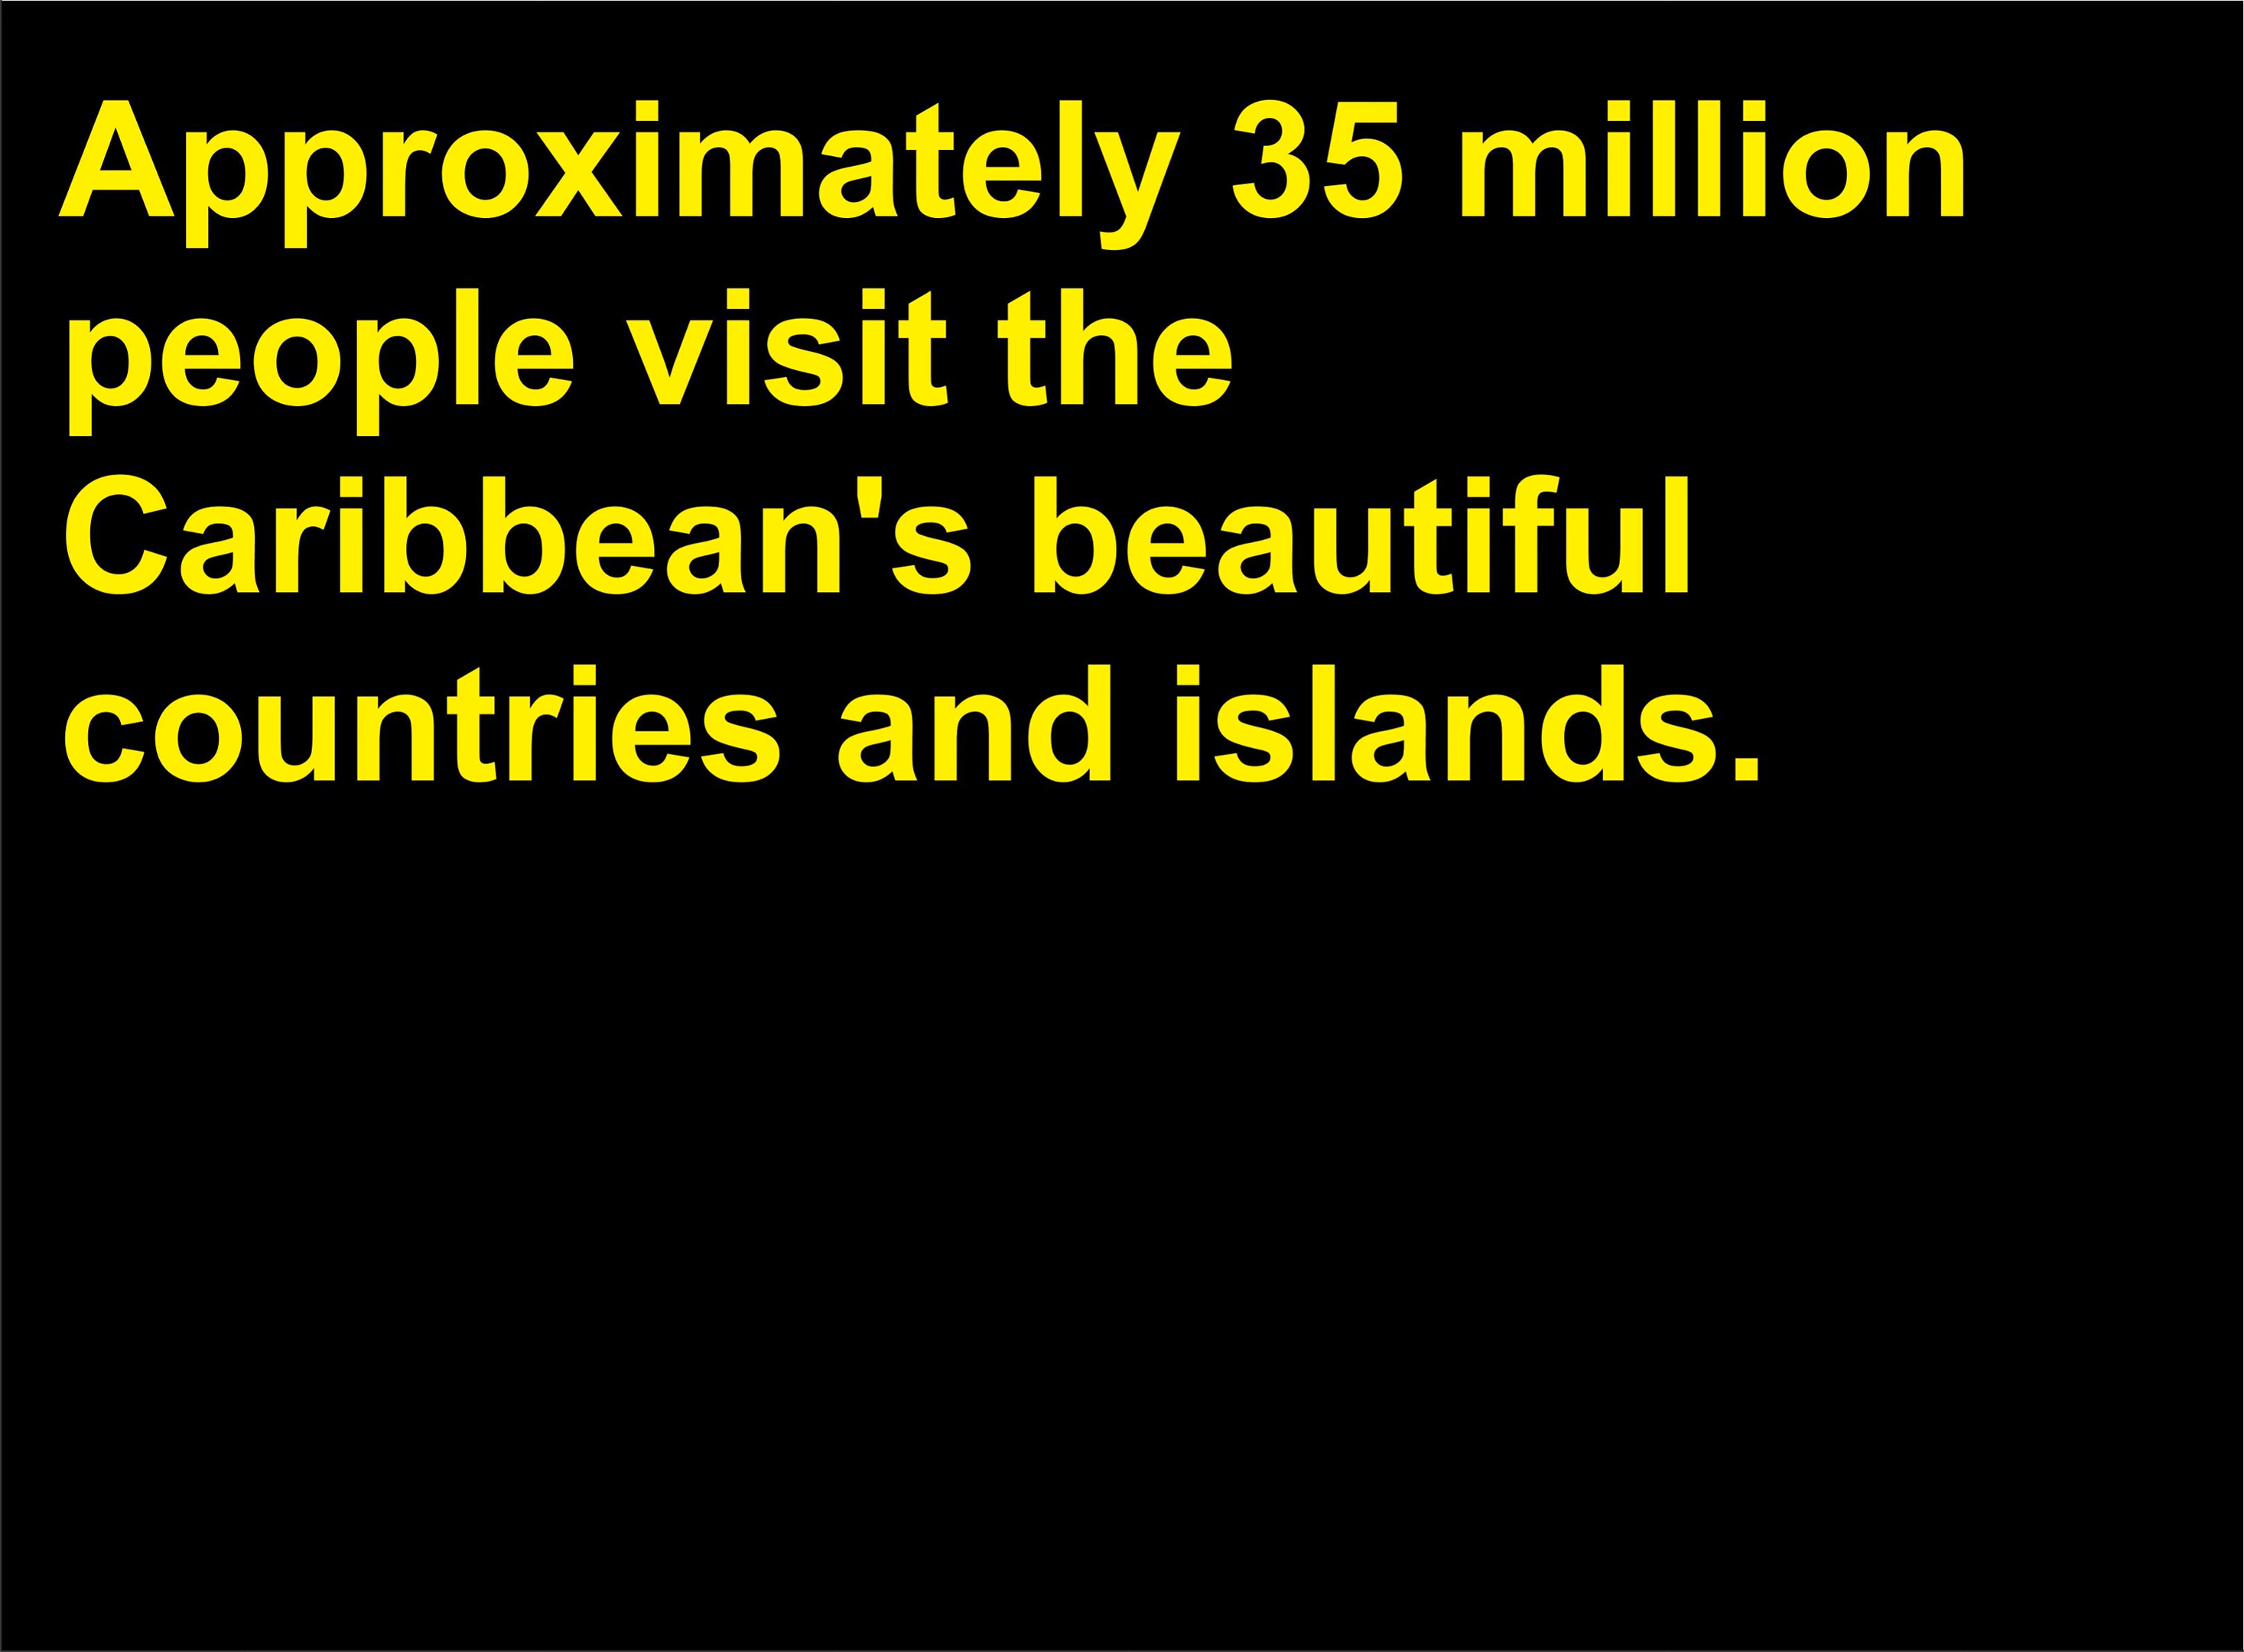 Approximately 35 million
people visit the
Caribbean's beautiful
countries and islands.